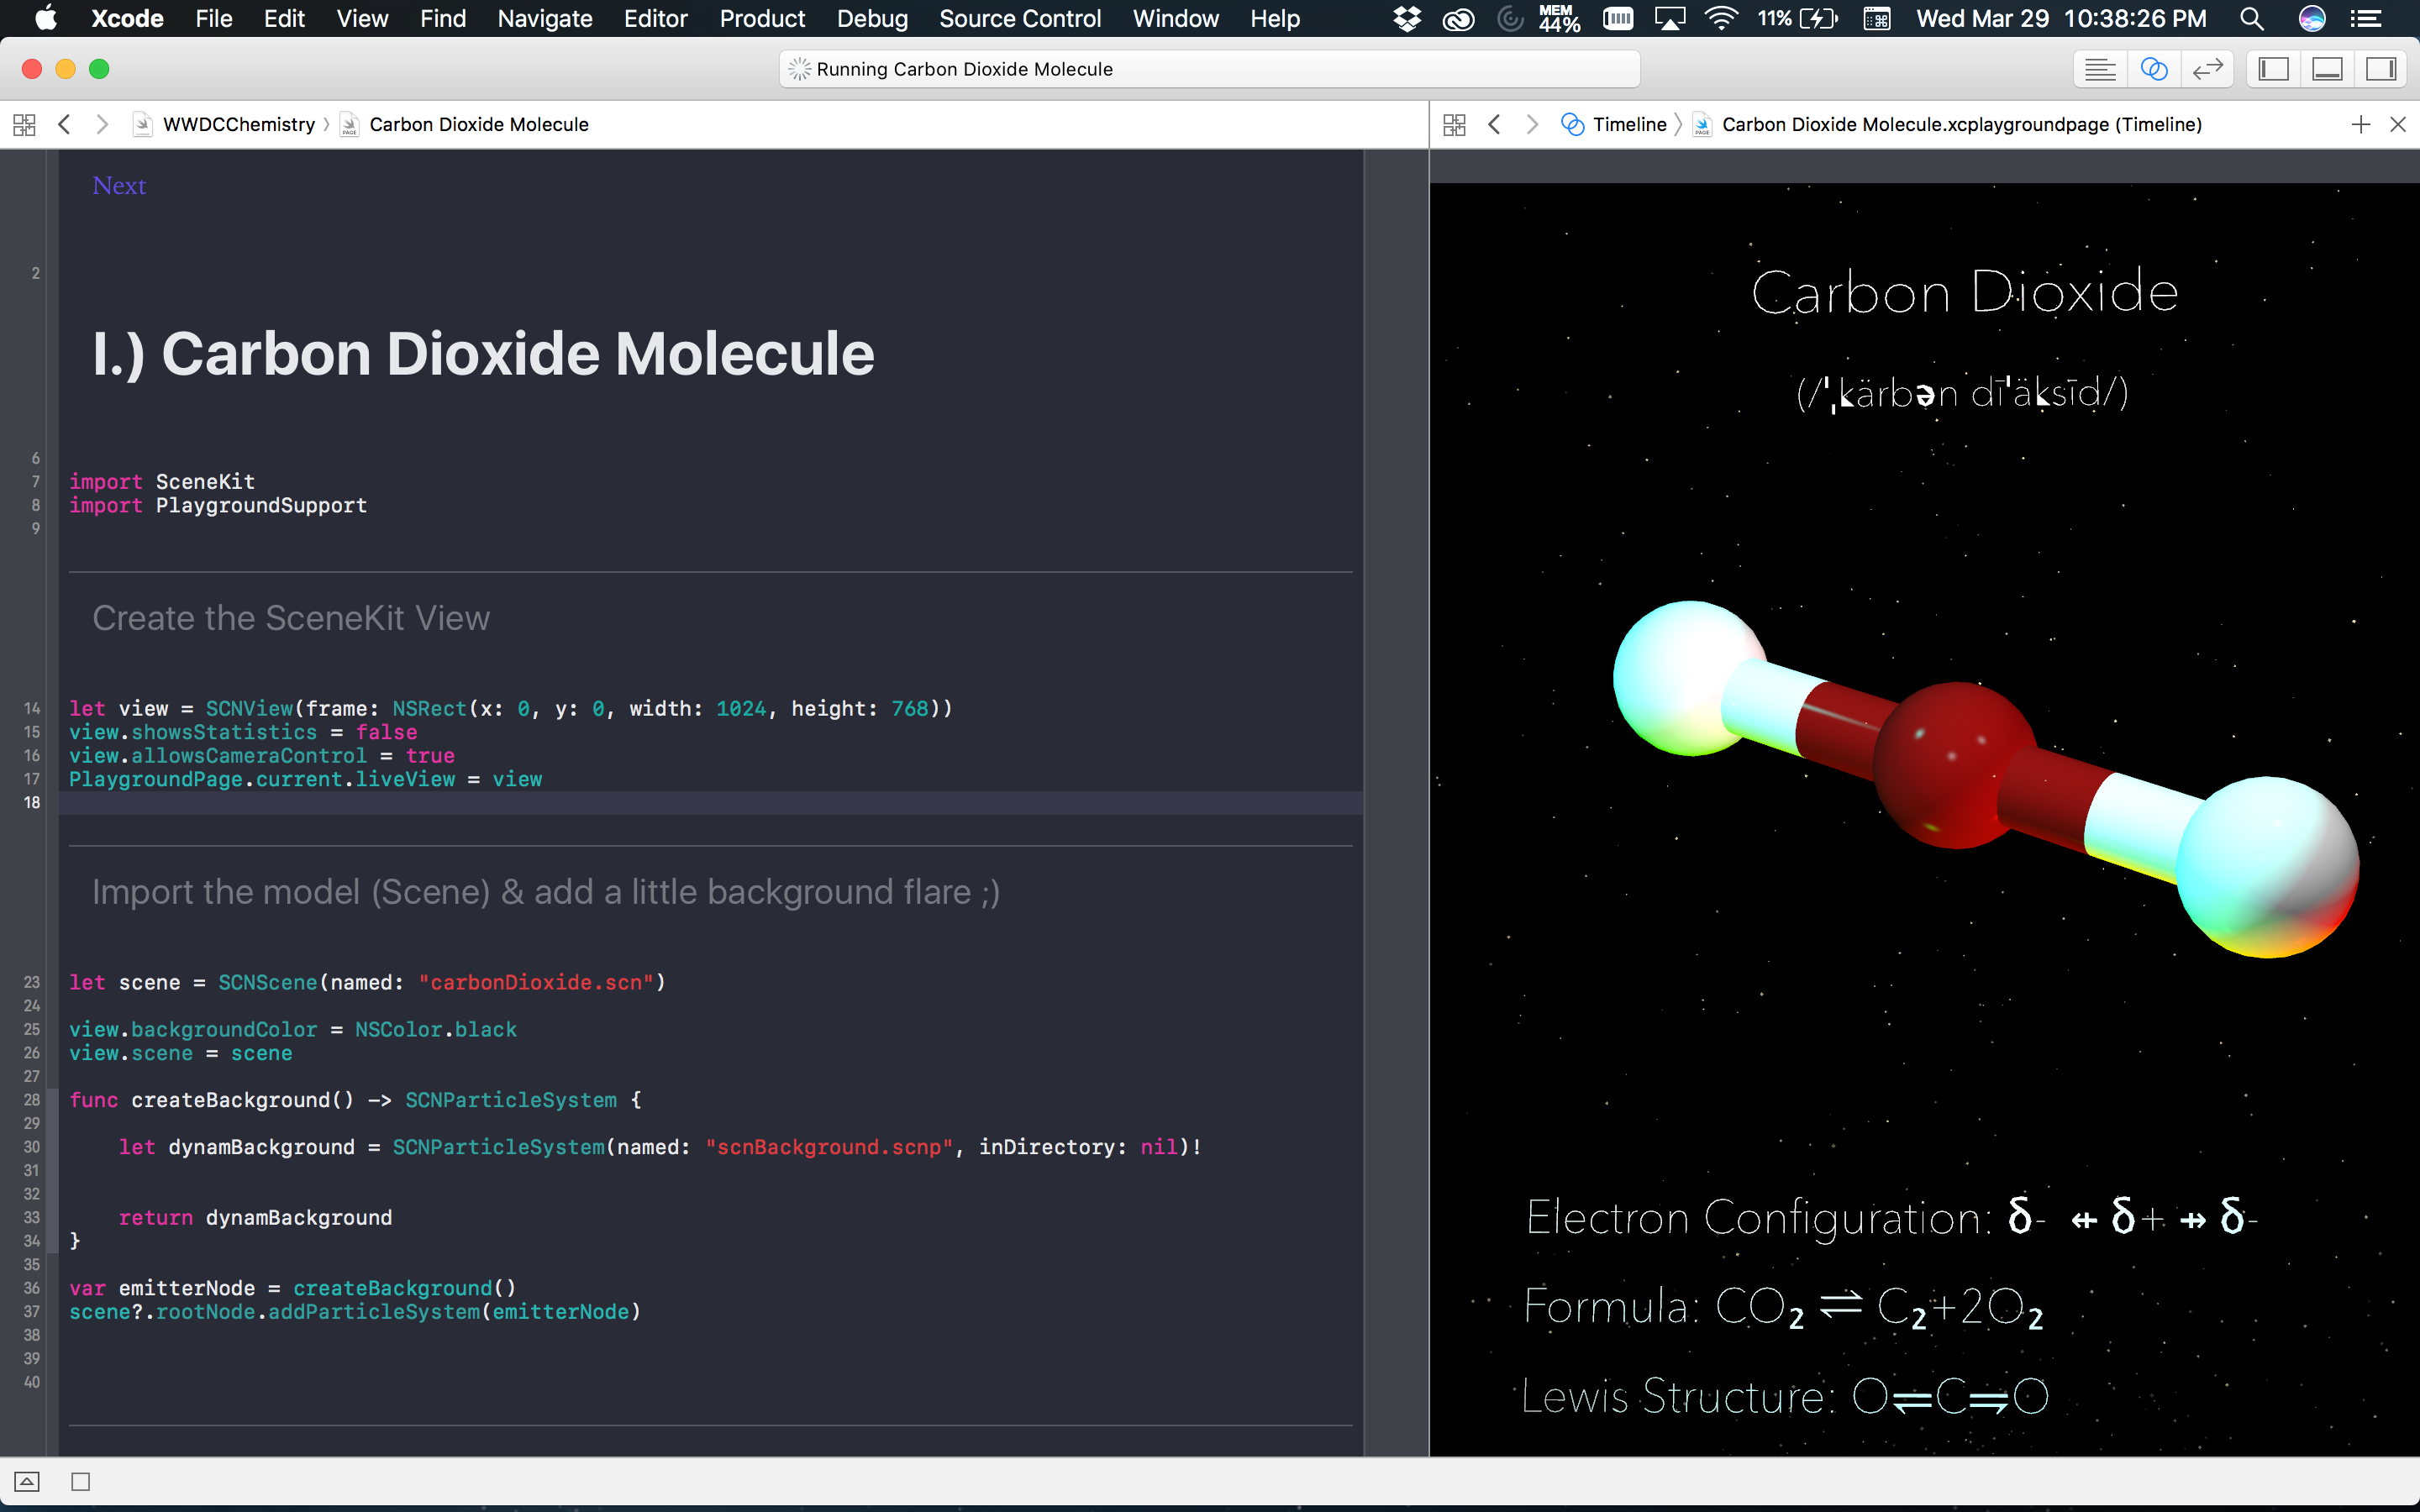 Xcode File Edit View Find Navigate Editor Product Debug Source Control Window Help MEM 44% 11% Wed Mar 29 10:38:26 PM
Running Carbon Dioxide Molecule
WWDCChemistry Carbon Dioxide Molecule
Timeline Carbon Dioxide Molecule.xcplaygroundpage (Timeline)
Next
2
I.) Carbon Dioxide Molecule
6
7 import SceneKit
8 import PlaygroundSupport
9
Create the SceneKit View
14 let view = SCNView(frame: NSRect(x: 0, y: 0, width: 1024, height: 768))
15 view.showsStatistics = false
16 view.allowsCameraControl = true
17 PlaygroundPage.current.liveView = view
18
Import the model (Scene) & add a little background flare ;)
23 let scene = SCNScene(named: "carbonDioxide.scn")
24
25 view.backgroundColor = NSColor.black
26 view.scene = scene
27
28 func createBackground() -> SCNParticleSystem {
29
30 let dynamBackground = SCNParticleSystem(named: "scnBackground.scnp", inDirectory: nil)!
31
32
33 return dynamBackground
34 }
35
36 var emitterNode = createBackground()
37 scene?.rootNode.addParticleSystem(emitterNode)
38
39
40
Carbon Dioxide
(/ˈˌkärbən dīˈäksīd/)
Electron Configuration: δ- ⇷ δ+ ⇸ δ-
Formula: CO₂ ⇌ C₂+2O₂
Lewis Structure: O⇌C⇌O